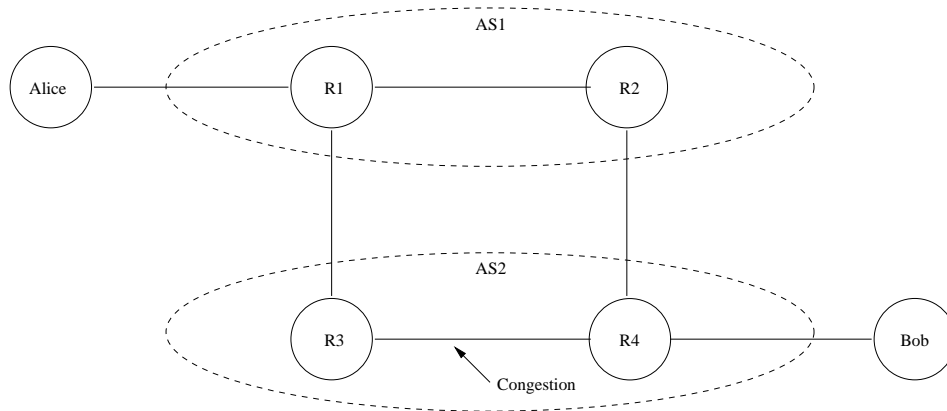 AS1
Alice
R1
R2
AS2
R3
R4
Bob
Congestion